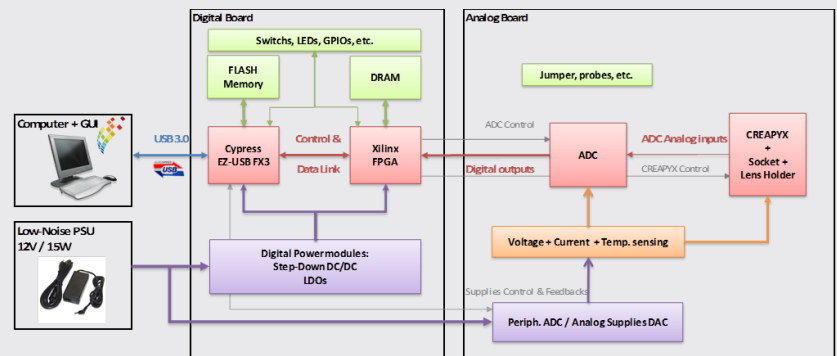 Digital Board
Analog Board
Switchs, LEDs, GPIOs, etc.
FLASH
Memory
DRAM
Jumper, probes, etc.
Computer + GUI
USB 3.0
USB
Cypress
EZ-USB FX3
Control &
Data Link
Xilinx
FPGA
ADC Control
Digital outputs
ADC
ADC Analog inputs
CREAPYX Control
CREAPYX
+
Socket +
Lens Holder
Low-Noise PSU
12V / 15W
Digital Powermodules:
Step-Down DC/DC
LDOs
Voltage + Current + Temp. sensing
Supplies Control & Feedbacks
Periph. ADC / Analog Supplies DAC